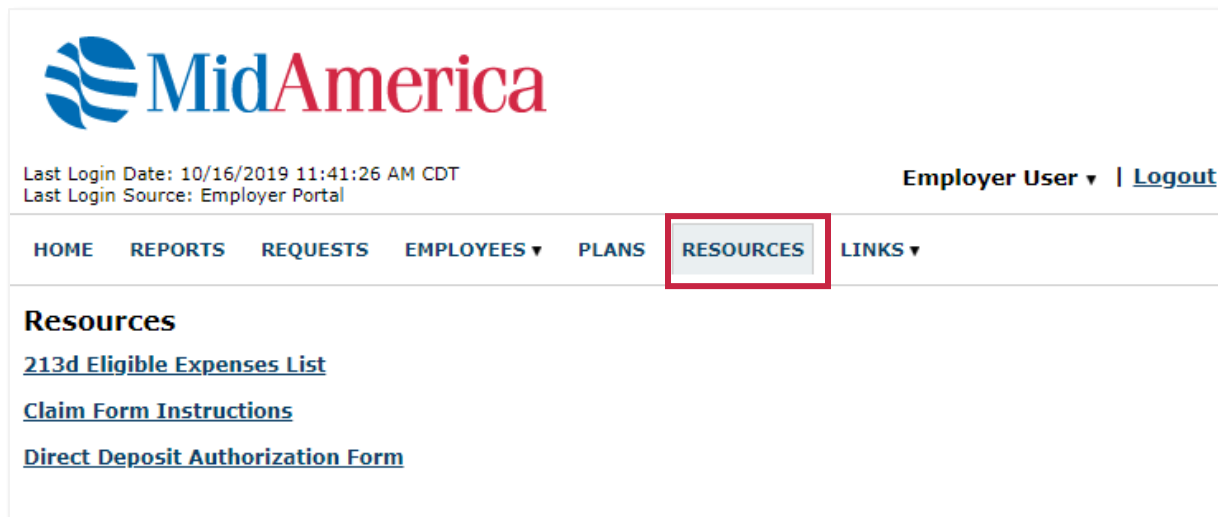 MidAmerica
Last Login Date: 10/16/2019 11:41:26 AM CDT
Last Login Source: Employer Portal
Employer User ▾ | Logout
HOME REPORTS REQUESTS EMPLOYEES ▾ PLANS RESOURCES LINKS ▾
Resources
213d Eligible Expenses List
Claim Form Instructions
Direct Deposit Authorization Form